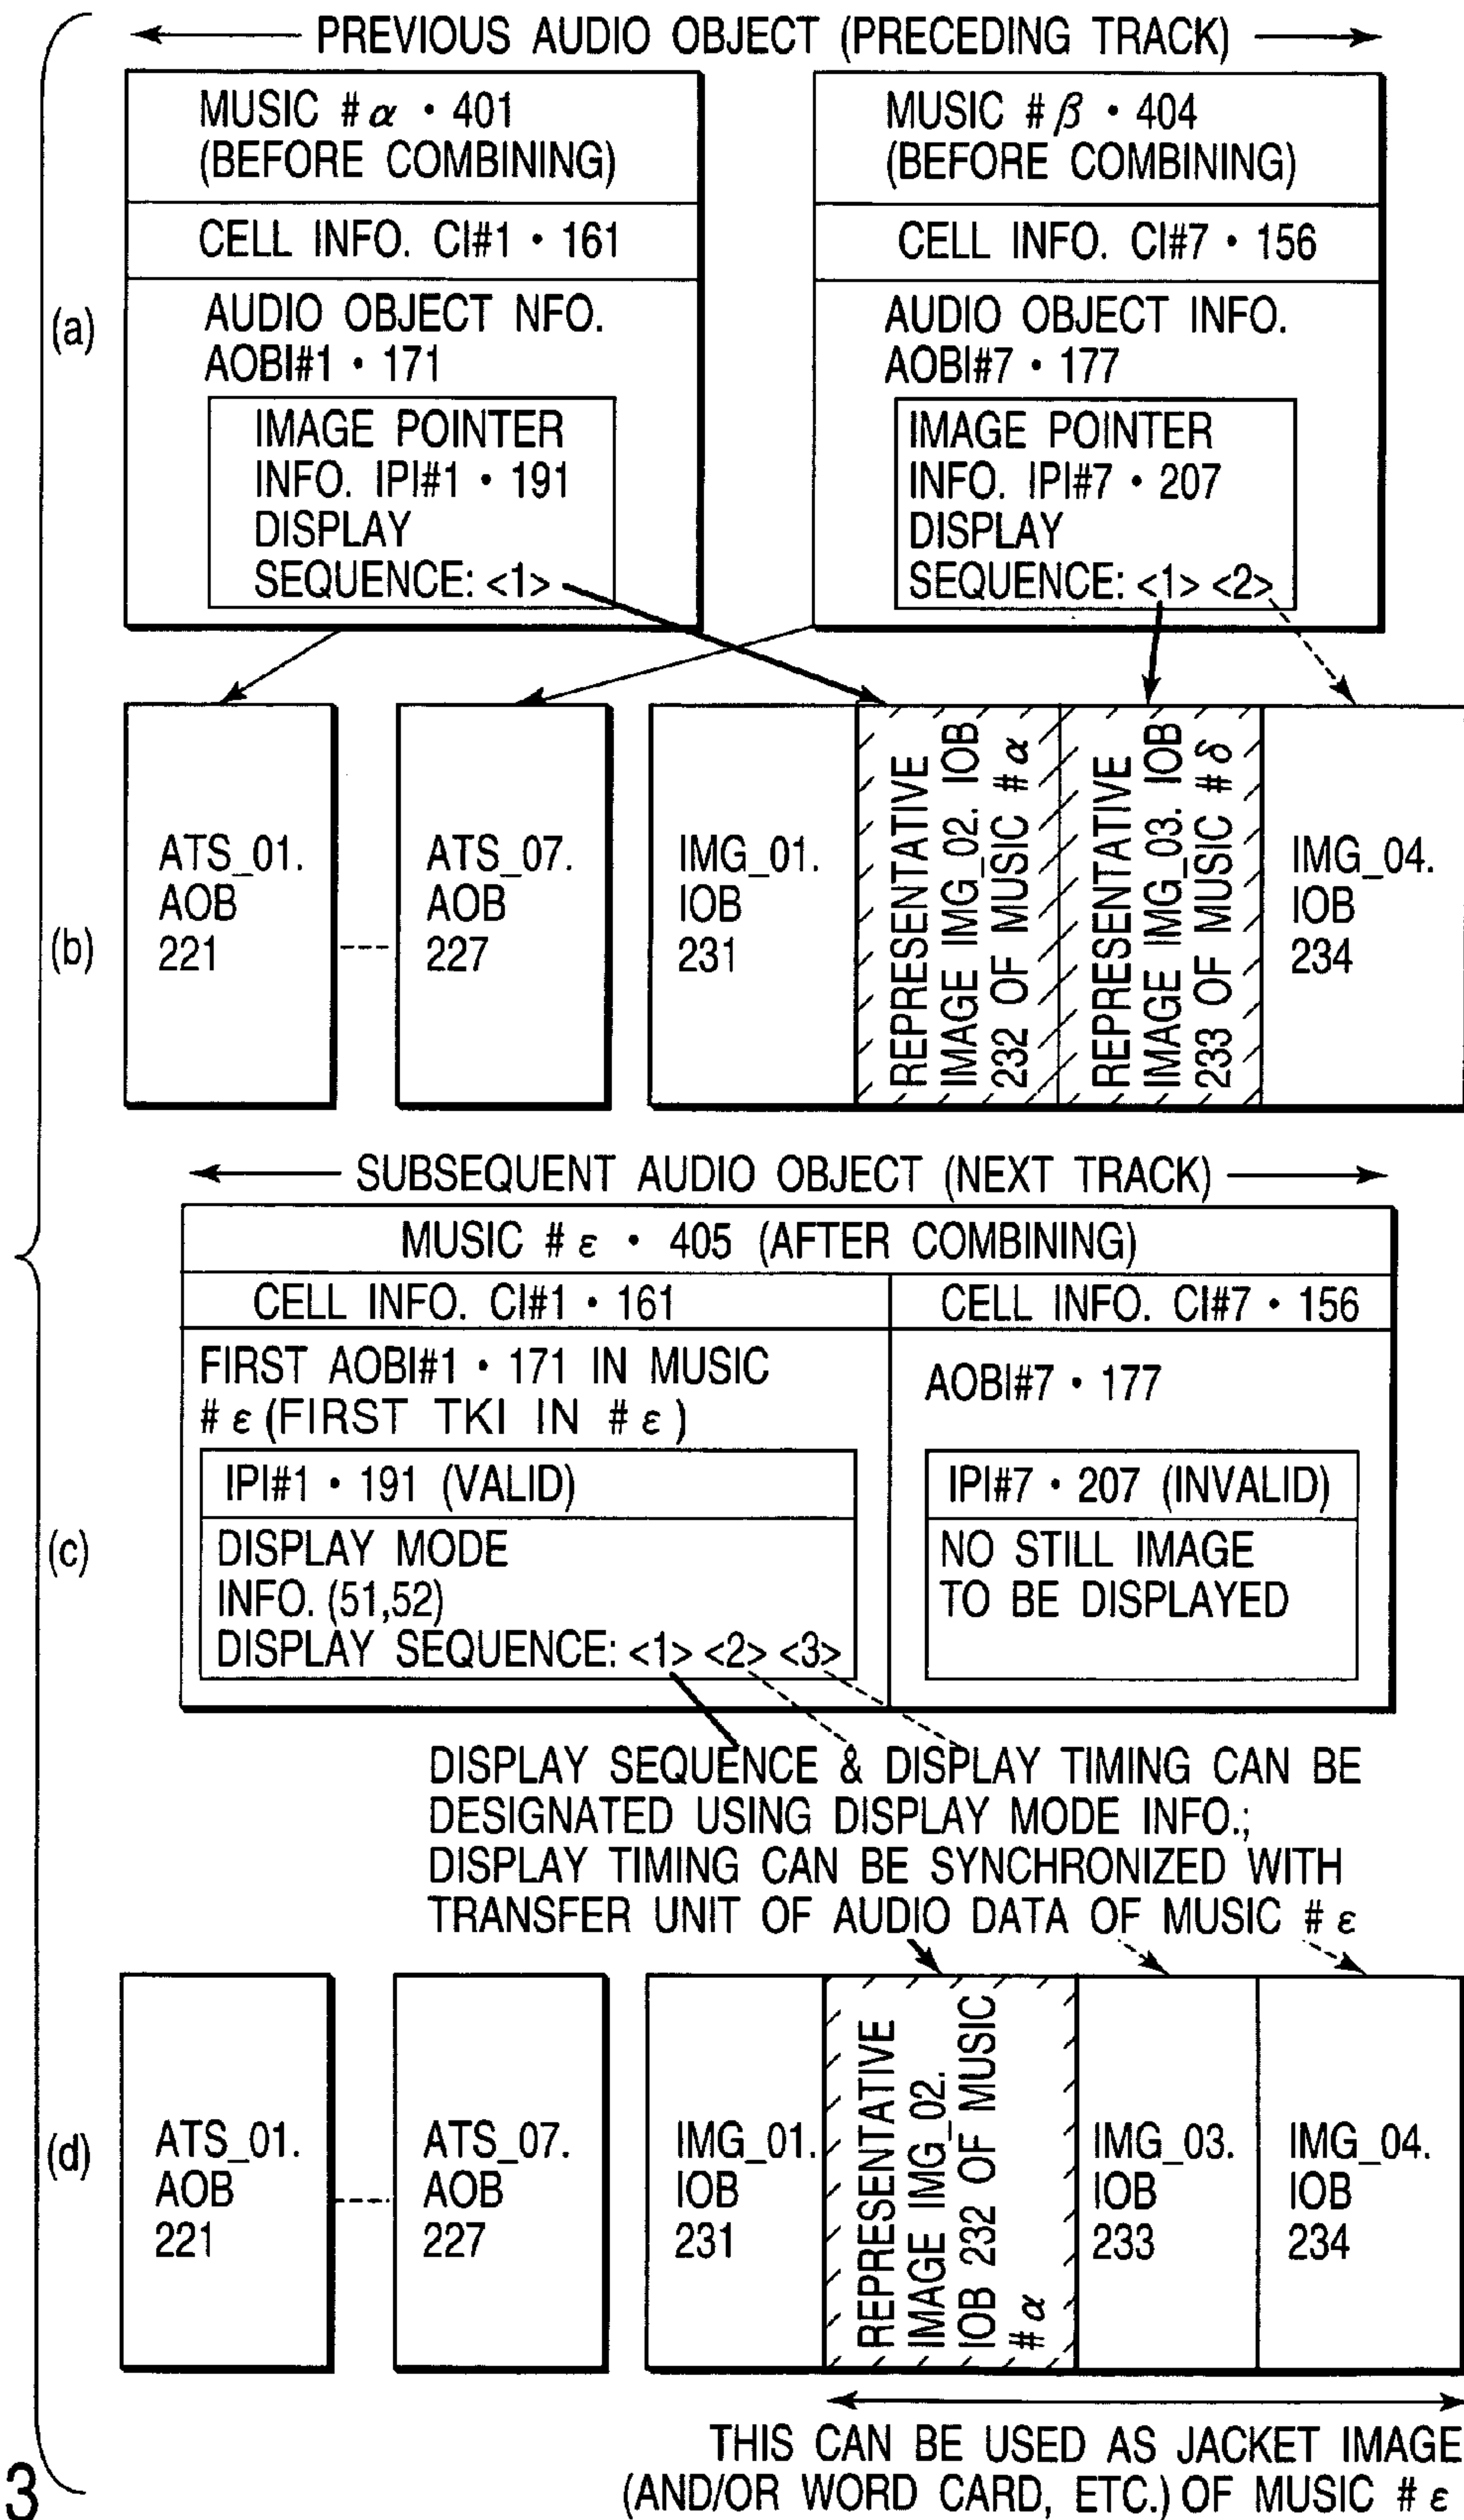 PREVIOUS AUDIO OBJECT (PRECEDING TRACK)
(a)
MUSIC #α • 401
(BEFORE COMBINING)
CELL INFO. CI#1 • 161
AUDIO OBJECT NFO.
AOBI#1 • 171
IMAGE POINTER
INFO. IPI#1 • 191
DISPLAY
SEQUENCE: <1>
MUSIC #β • 404
(BEFORE COMBINING)
CELL INFO. CI#7 • 156
AUDIO OBJECT INFO.
AOBI#7 • 177
IMAGE POINTER
INFO. IPI#7 • 207
DISPLAY
SEQUENCE: <1> <2>
(b)
ATS_01.
AOB
221
ATS_07.
AOB
227
IMG_01.
IOB
231
REPRESENTATIVE
IMAGE IMG_02. IOB
232 OF MUSIC #α
REPRESENTATIVE
IMAGE IMG_03. IOB
233 OF MUSIC #δ
IMG_04.
IOB
234
SUBSEQUENT AUDIO OBJECT (NEXT TRACK)
(c)
MUSIC #ε • 405 (AFTER COMBINING)
CELL INFO. CI#1 • 161
FIRST AOBI#1 • 171 IN MUSIC
#ε (FIRST TKI IN #ε)
IPI#1 • 191 (VALID)
DISPLAY MODE
INFO. (51,52)
DISPLAY SEQUENCE: <1> <2> <3>
CELL INFO. CI#7 • 156
AOBI#7 • 177
IPI#7 • 207 (INVALID)
NO STILL IMAGE
TO BE DISPLAYED
DISPLAY SEQUENCE & DISPLAY TIMING CAN BE
DESIGNATED USING DISPLAY MODE INFO.;
DISPLAY TIMING CAN BE SYNCHRONIZED WITH
TRANSFER UNIT OF AUDIO DATA OF MUSIC #ε
(d)
ATS_01.
AOB
221
ATS_07.
AOB
227
IMG_01.
IOB
231
REPRESENTATIVE
IMAGE IMG_02.
IOB 232 OF MUSIC
#α
IMG_03.
IOB
233
IMG_04.
IOB
234
THIS CAN BE USED AS JACKET IMAGE
(AND/OR WORD CARD, ETC.) OF MUSIC #ε
3